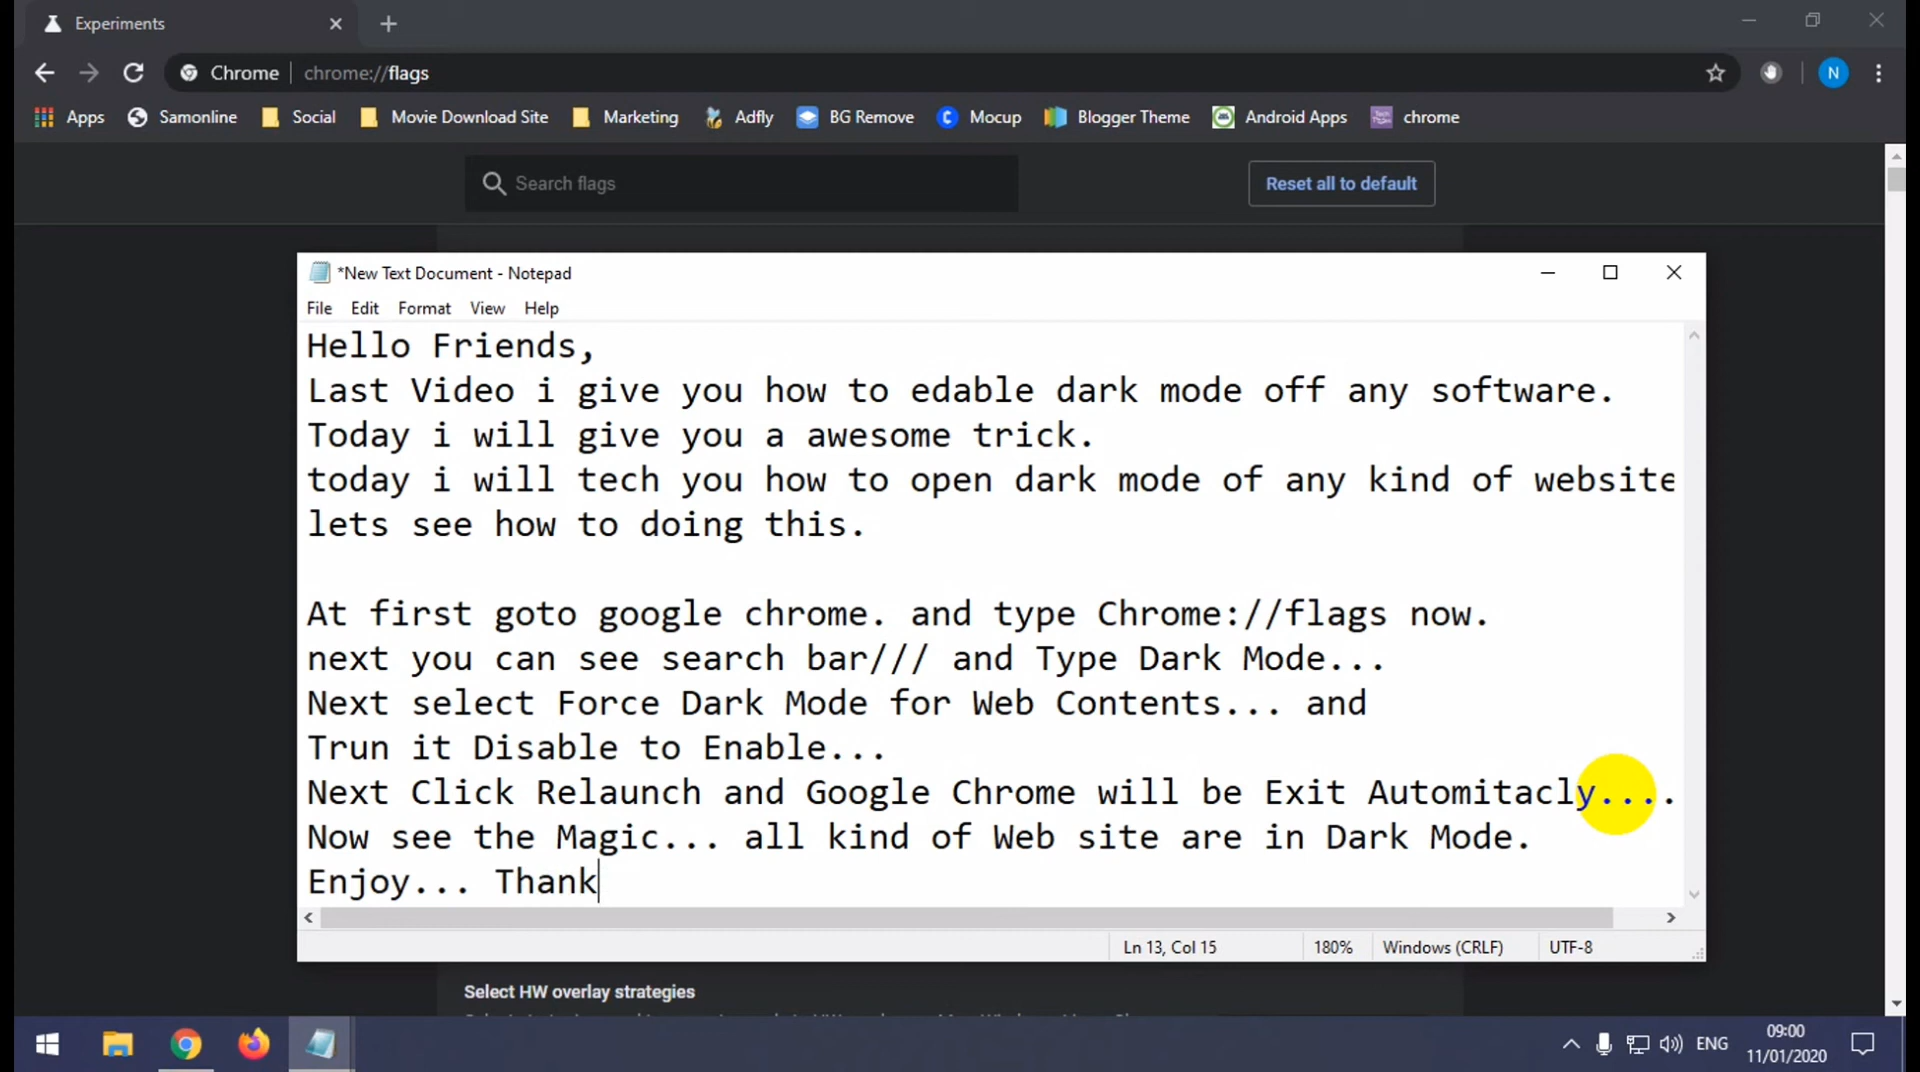 Experiments
Chrome chrome://flags N
Apps Samonline Social Movie Download Site Marketing Adfly BG Remove Mocup Blogger Theme Android Apps chrome
Search flags Reset all to default
*New Text Document - Notepad
File Edit Format View Help
Hello Friends,
Last Video i give you how to edable dark mode off any software.
Today i will give you a awesome trick.
today i will tech you how to open dark mode of any kind of website
lets see how to doing this.
At first goto google chrome. and type Chrome://flags now.
next you can see search bar/// and Type Dark Mode...
Next select Force Dark Mode for Web Contents... and
Trun it Disable to Enable...
Next Click Relaunch and Google Chrome will be Exit Automitacly....
Now see the Magic... all kind of Web site are in Dark Mode.
Enjoy... Thank
Ln 13, Col 15 180% Windows (CRLF) UTF-8
Select HW overlay strategies
ENG 09:00
11/01/2020